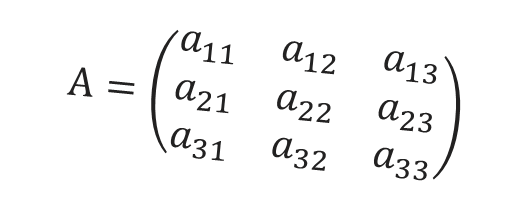 a₁₁ a₁₂ a₁₃
A = ( a₂₁ a₂₂ a₂₃ )
a₃₁ a₃₂ a₃₃